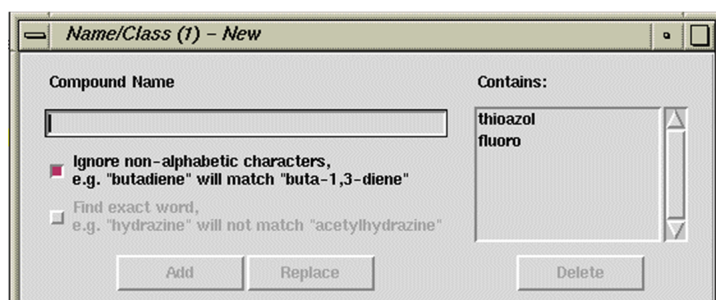 Name/Class (1) - New
Compound Name
Contains:
thioazol
fluoro
Ignore non-alphabetic characters,
e.g. "butadiene" will match "buta-1,3-diene"
Find exact word,
e.g. "hydrazine" will not match "acetylhydrazine"
Add
Replace
Delete